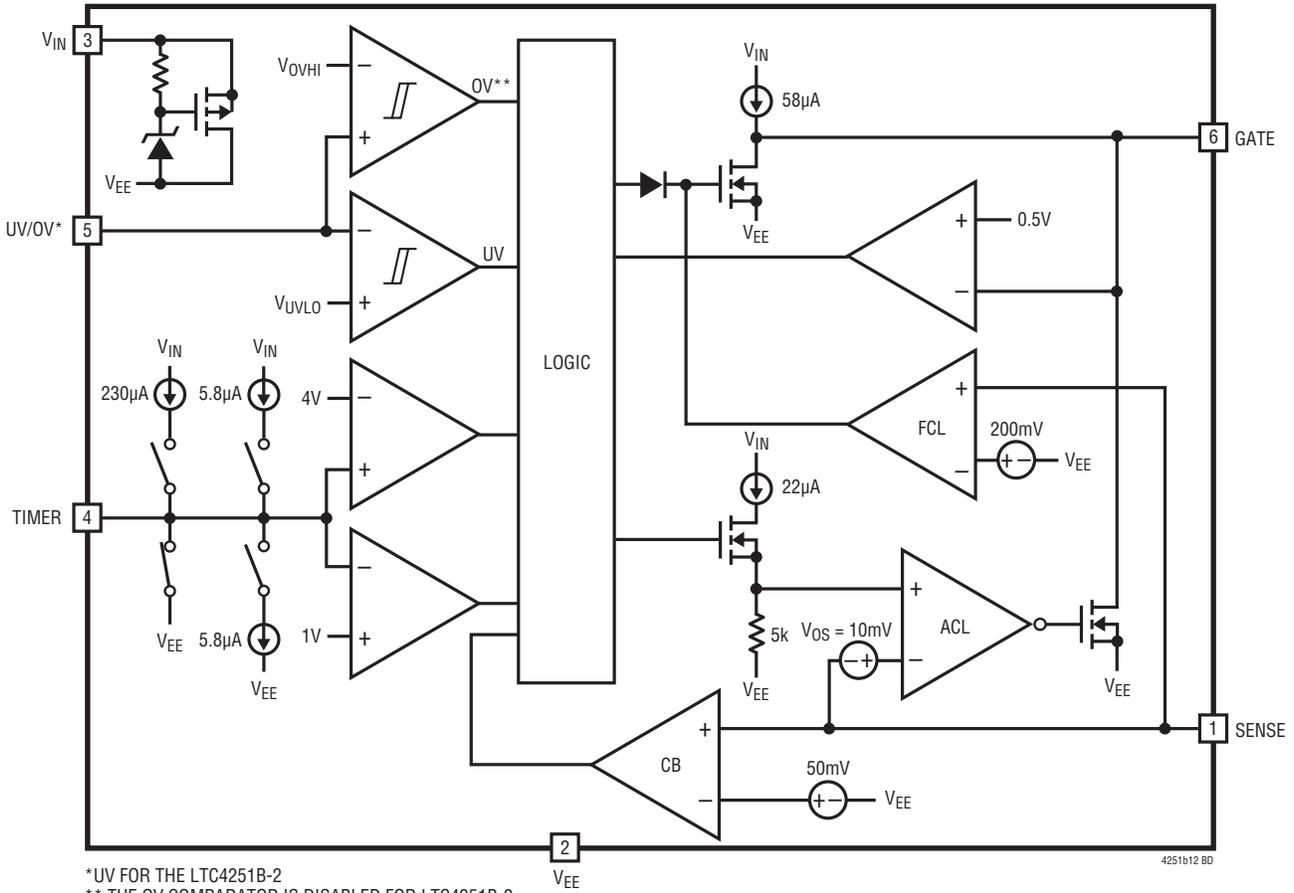 VIN 3
VOVHI
−
OV**
+
VIN
58µA
6 GATE
VEE
UV/OV* 5
−
UV
VUVLO
+
VEE
+
0.5V
−
LOGIC
VIN
VIN
230µA
5.8µA
4V
−
+
+
FCL
200mV
−
+ −
VEE
VIN
22µA
TIMER 4
−
1V
+
VEE
5.8µA
VEE
5k
VEE
VOS = 10mV
− +
+
ACL
−
VEE
+
CB
−
1 SENSE
50mV
+ −
VEE
2
VEE
4251b12 BD
*UV FOR THE LTC4251B-2
** THE OV COMPARATOR IS DISABLED FOR LTC4251B-2